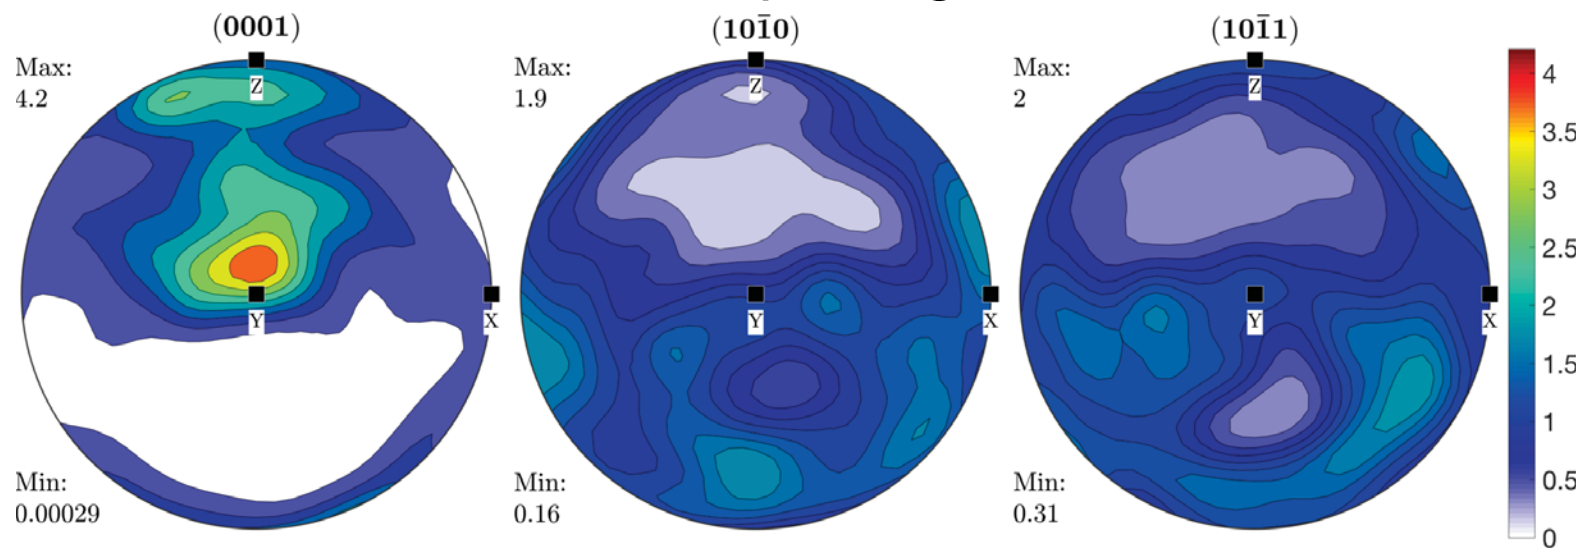 (0001)
Max:
4.2
Z
Y
X
Min:
0.00029
(101̄0)
Max:
1.9
Z
Y
X
Min:
0.16
(101̄1)
Max:
2
Z
Y
X
Min:
0.31
4
3.5
3
2.5
2
1.5
1
0.5
0